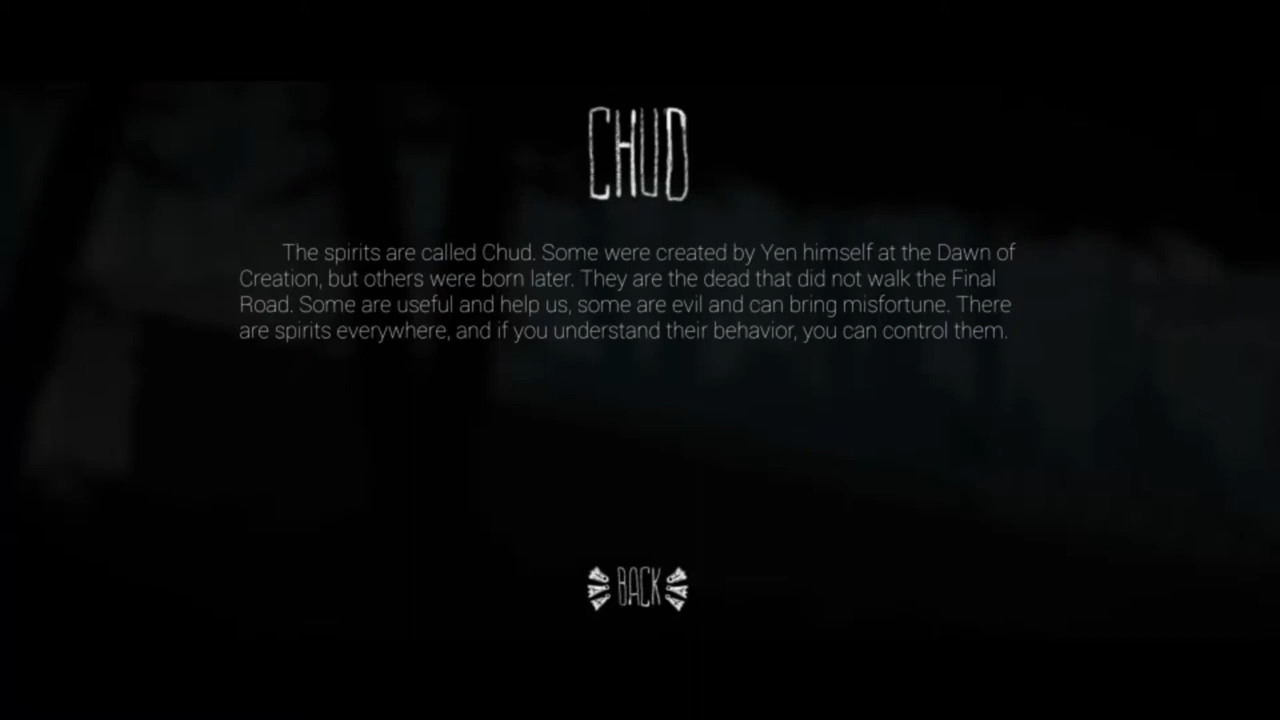 CHUD
The spirits are called Chud. Some were created by Yen himself at the Dawn of
Creation, but others were born later. They are the dead that did not walk the Final
Road. Some are useful and help us, some are evil and can bring misfortune. There
are spirits everywhere, and if you understand their behavior, you can control them.
BACK